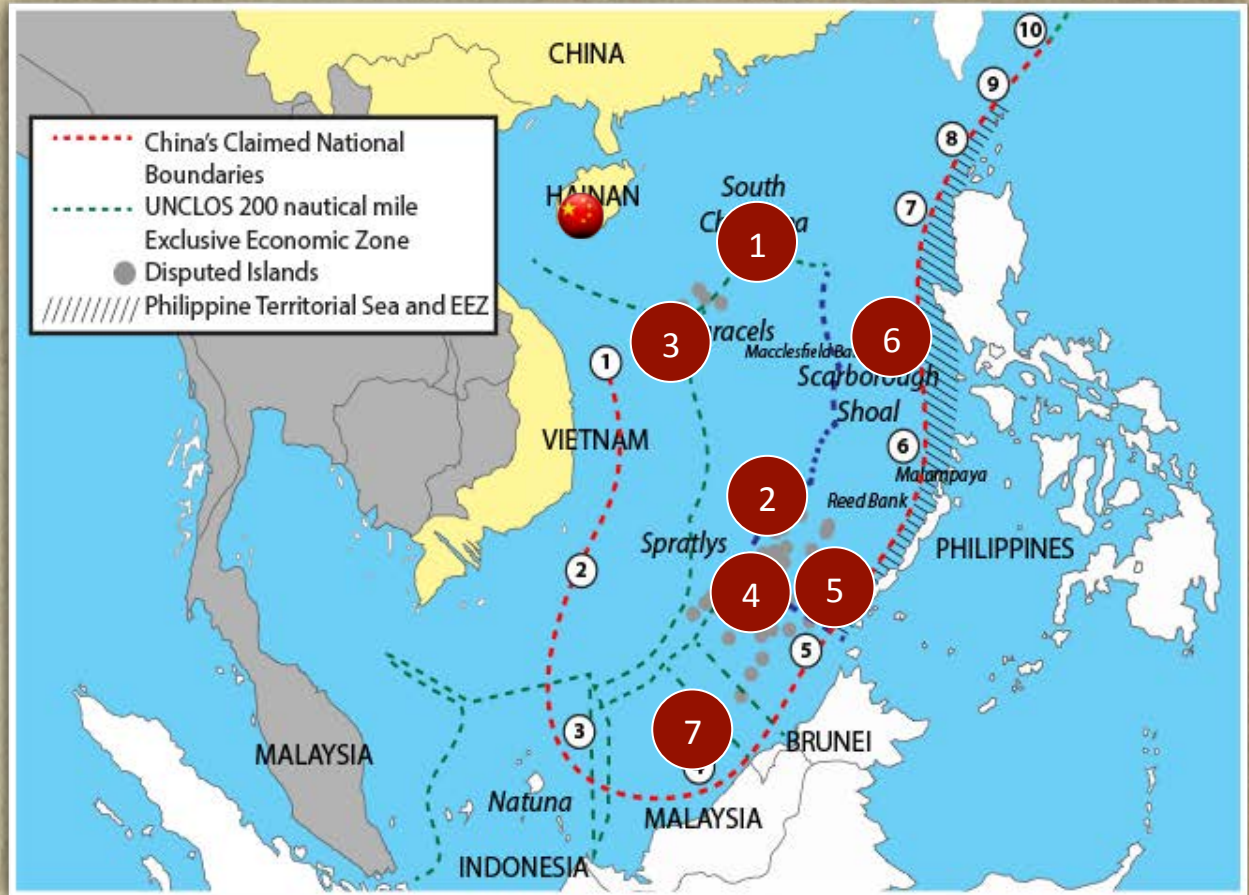 CHINA
China's Claimed National
Boundaries
UNCLOS 200 nautical mile
Exclusive Economic Zone
Disputed Islands
Philippine Territorial Sea and EEZ
10
9
8
7
HAINAN
South
1
3
6
1
Scarborough
Shoal
VIETNAM
6
Malampaya
2
Reed Bank
Spratlys
PHILIPPINES
2
4
5
5
3
7
BRUNEI
MALAYSIA
Natuna
MALAYSIA
INDONESIA